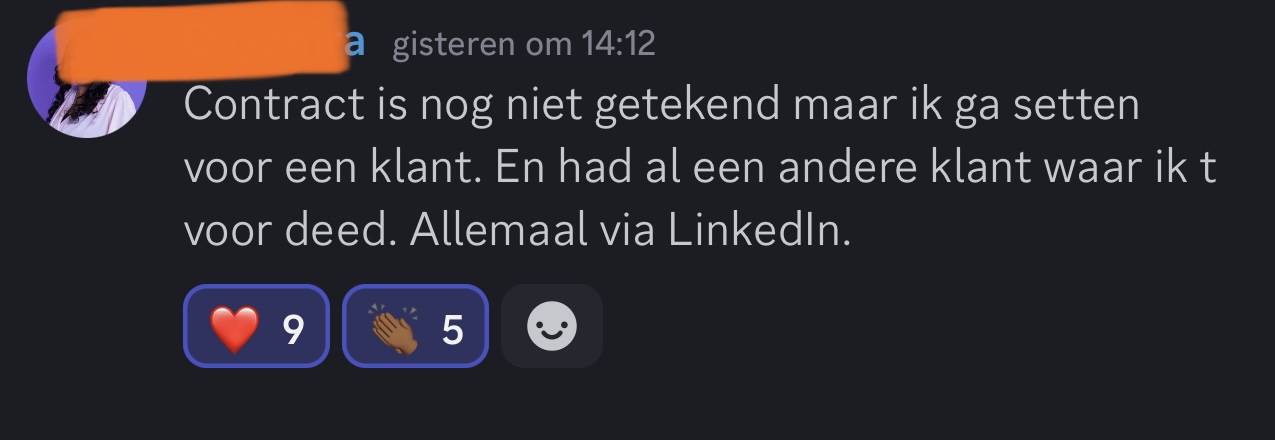 a gisteren om 14:12
Contract is nog niet getekend maar ik ga setten
voor een klant. En had al een andere klant waar ik t
voor deed. Allemaal via LinkedIn.
9 5